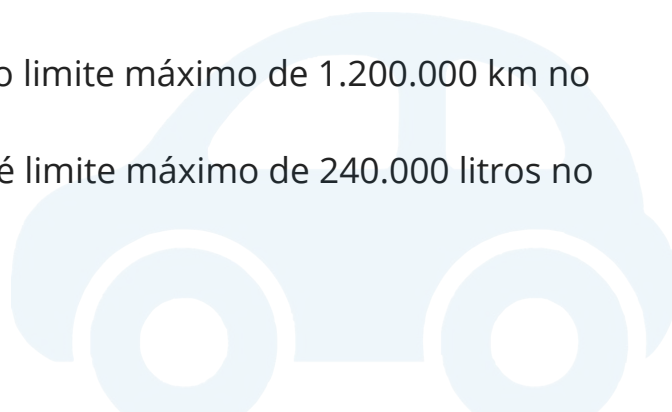 o limite máximo de 1.200.000 km no
é limite máximo de 240.000 litros no